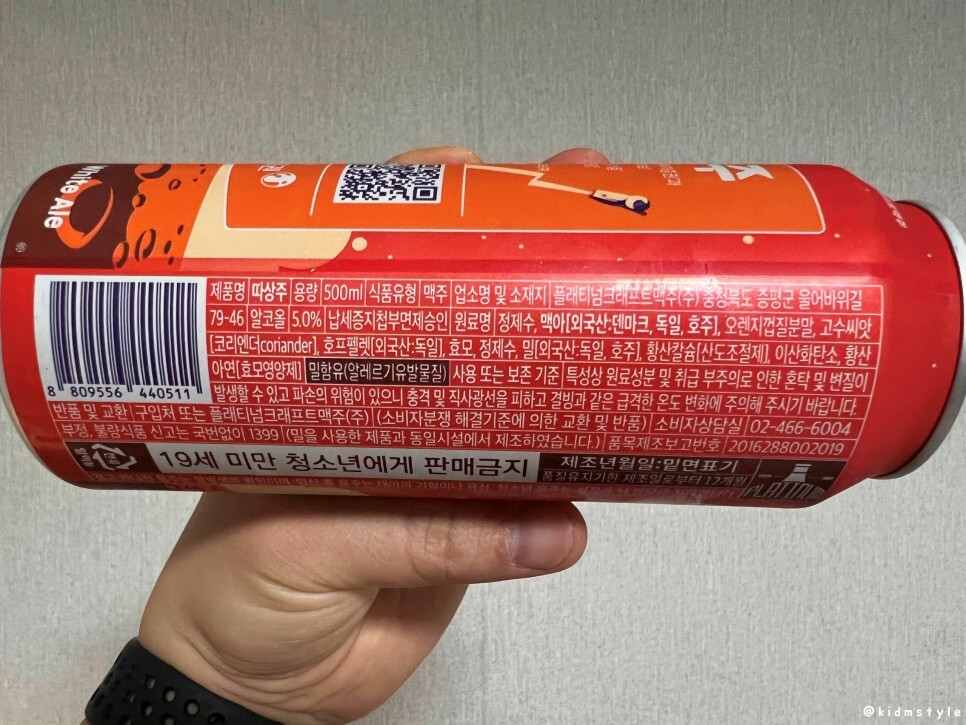 White Ale
제품명 따상주 용량 500ml 식품유형 맥주 업소명 및 소재지 플래티넘크래프트맥주(주) 충청북도 증평군 울어바위길
79-46 알코올 5.0% 납세증지첩부면제승인 원료명 정제수, 맥아[외국산:덴마크, 독일, 호주], 오렌지껍질분말, 고수씨앗
[코리엔더coriander], 호프펠렛[외국산:독일], 효모, 정제수, 밀[외국산:독일, 호주], 황산칼슘[산도조절제], 이산화탄소, 황산
아연[효모영양제] 밀함유(알레르기유발물질) 사용 또는 보존 기준 특성상 원료성분 및 취급 부주의로 인한 혼탁 및 변질이
발생할 수 있고 파손의 위험이 있으니 충격 및 직사광선을 피하고 결빙과 같은 급격한 온도 변화에 주의해 주시기 바랍니다.
반품 및 교환 구입처 또는 플래티넘크래프트맥주(주) (소비자분쟁 해결기준에 의한 교환 및 반품) 소비자상담실 02-466-6004
부정, 불량식품 신고는 국번없이 1399 (밀을 사용한 제품과 동일시설에서 제조하였습니다.) 품목제조보고번호 2016288002019
8 809556 440511
19세 미만 청소년에게 판매금지
제조년월일:밑면표기
품질유지기한 제조일로부터 12개월
PLATINUM
@kidmstyle